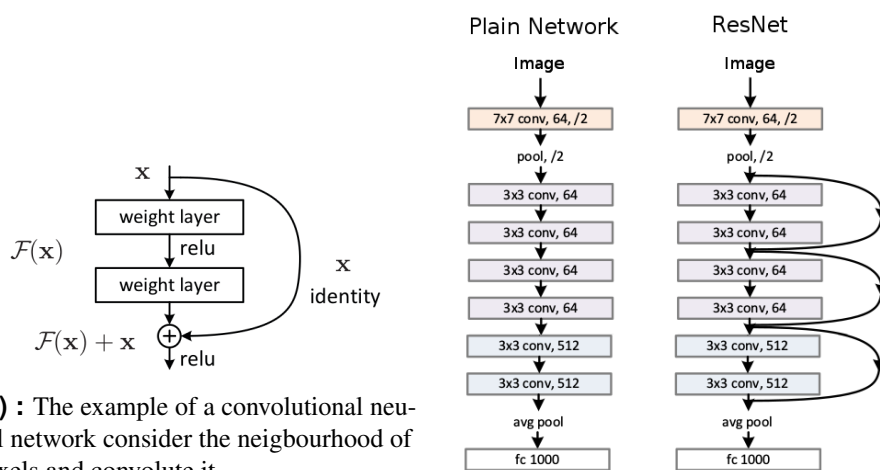 x
weight layer
F(x)
relu
weight layer
x
identity
F(x) + x
+
relu
) : The example of a convolutional neu-
network consider the neigbourhood of
and convolute it
Plain Network
Image
7x7 conv, 64, /2
pool, /2
3x3 conv, 64
3x3 conv, 64
3x3 conv, 64
3x3 conv, 64
3x3 conv, 512
3x3 conv, 512
avg pool
fc 1000
ResNet
Image
7x7 conv, 64, /2
pool, /2
3x3 conv, 64
3x3 conv, 64
3x3 conv, 64
3x3 conv, 64
3x3 conv, 512
3x3 conv, 512
avg pool
fc 1000